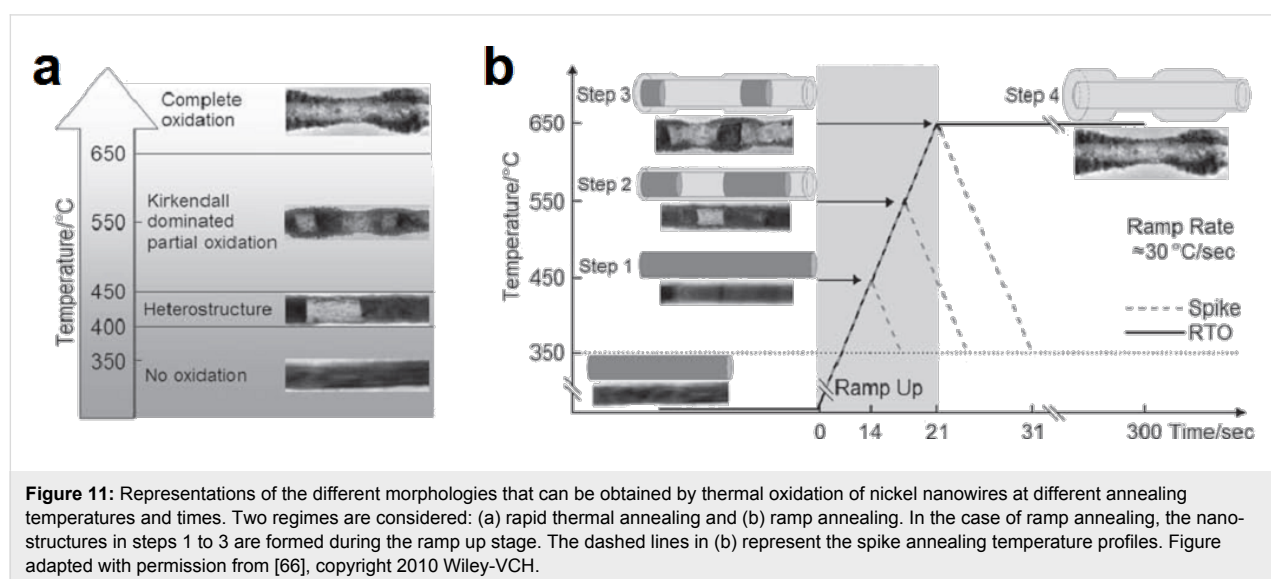 a
Temperature/°C
650
550
450
400
350
Complete
oxidation
Kirkendall
dominated
partial oxidation
Heterostructure
No oxidation
b
Temperature/°C
650
550
450
350
Step 3
Step 2
Step 1
Step 4
Ramp Rate
≈30 °C/sec
Spike
RTO
Ramp Up
0 14 21 31 300 Time/sec
Figure 11: Representations of the different morphologies that can be obtained by thermal oxidation of nickel nanowires at different annealing
temperatures and times. Two regimes are considered: (a) rapid thermal annealing and (b) ramp annealing. In the case of ramp annealing, the nano-
structures in steps 1 to 3 are formed during the ramp up stage. The dashed lines in (b) represent the spike annealing temperature profiles. Figure
adapted with permission from [66], copyright 2010 Wiley-VCH.